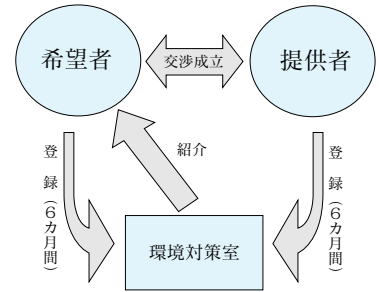 希望者
交渉成立
提供者
登録（６カ月間）
紹介
登録（６カ月間）
環境対策室